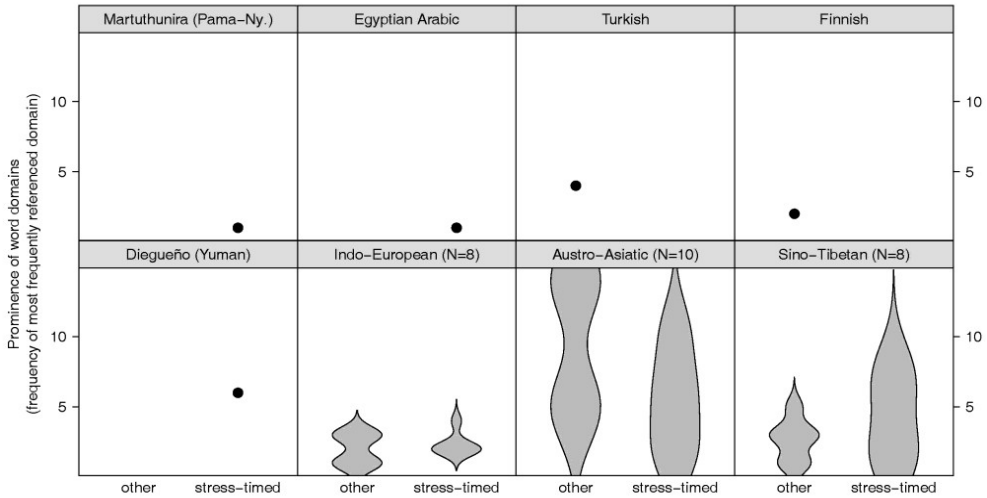 Martuthunira (Pama−Ny.) Egyptian Arabic Turkish Finnish
Prominence of word domains
(frequency of most frequently referenced domain)
10 10
5 5
Diegueño (Yuman) Indo−European (N=8) Austro−Asiatic (N=10) Sino−Tibetan (N=8)
10 10
5 5
other stress−timed other stress−timed other stress−timed other stress−timed